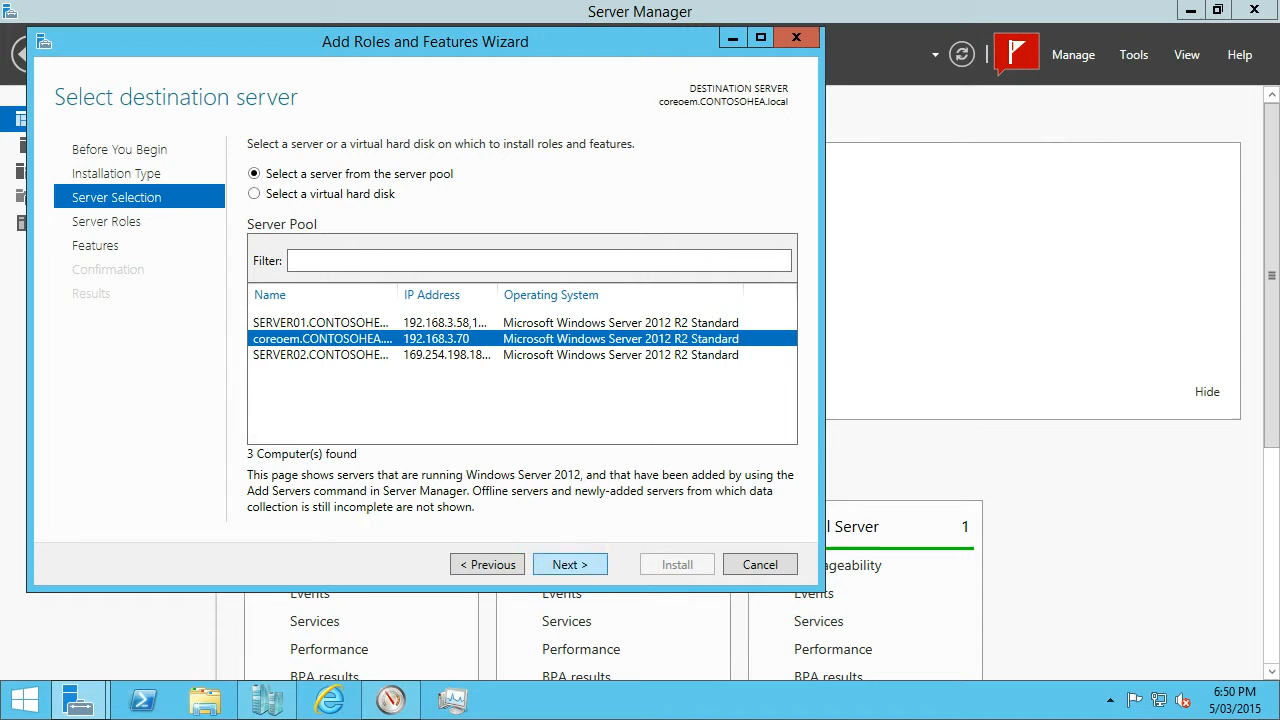 Server Manager
Add Roles and Features Wizard
Manage
Tools
View
Help
Select destination server
DESTINATION SERVER
coreoem.CONTOSOHEA.local
Before You Begin
Installation Type
Server Selection
Server Roles
Features
Confirmation
Results
Select a server or a virtual hard disk on which to install roles and features.
Select a server from the server pool
Select a virtual hard disk
Server Pool
Filter:
Name IP Address Operating System
SERVER01.CONTOSOHE... 192.168.3.58,1... Microsoft Windows Server 2012 R2 Standard
coreoem.CONTOSOHEA.... 192.168.3.70 Microsoft Windows Server 2012 R2 Standard
SERVER02.CONTOSOHE... 169.254.198.18... Microsoft Windows Server 2012 R2 Standard
3 Computer(s) found
This page shows servers that are running Windows Server 2012, and that have been added by using the
Add Servers command in Server Manager. Offline servers and newly-added servers from which data
collection is still incomplete are not shown.
< Previous
Next >
Install
Cancel
Hide
l Server 1
ageability
Events
Services
Performance
BPA results
Events
Services
Performance
BPA results
Events
Services
Performance
BPA results
6:50 PM
5/03/2015